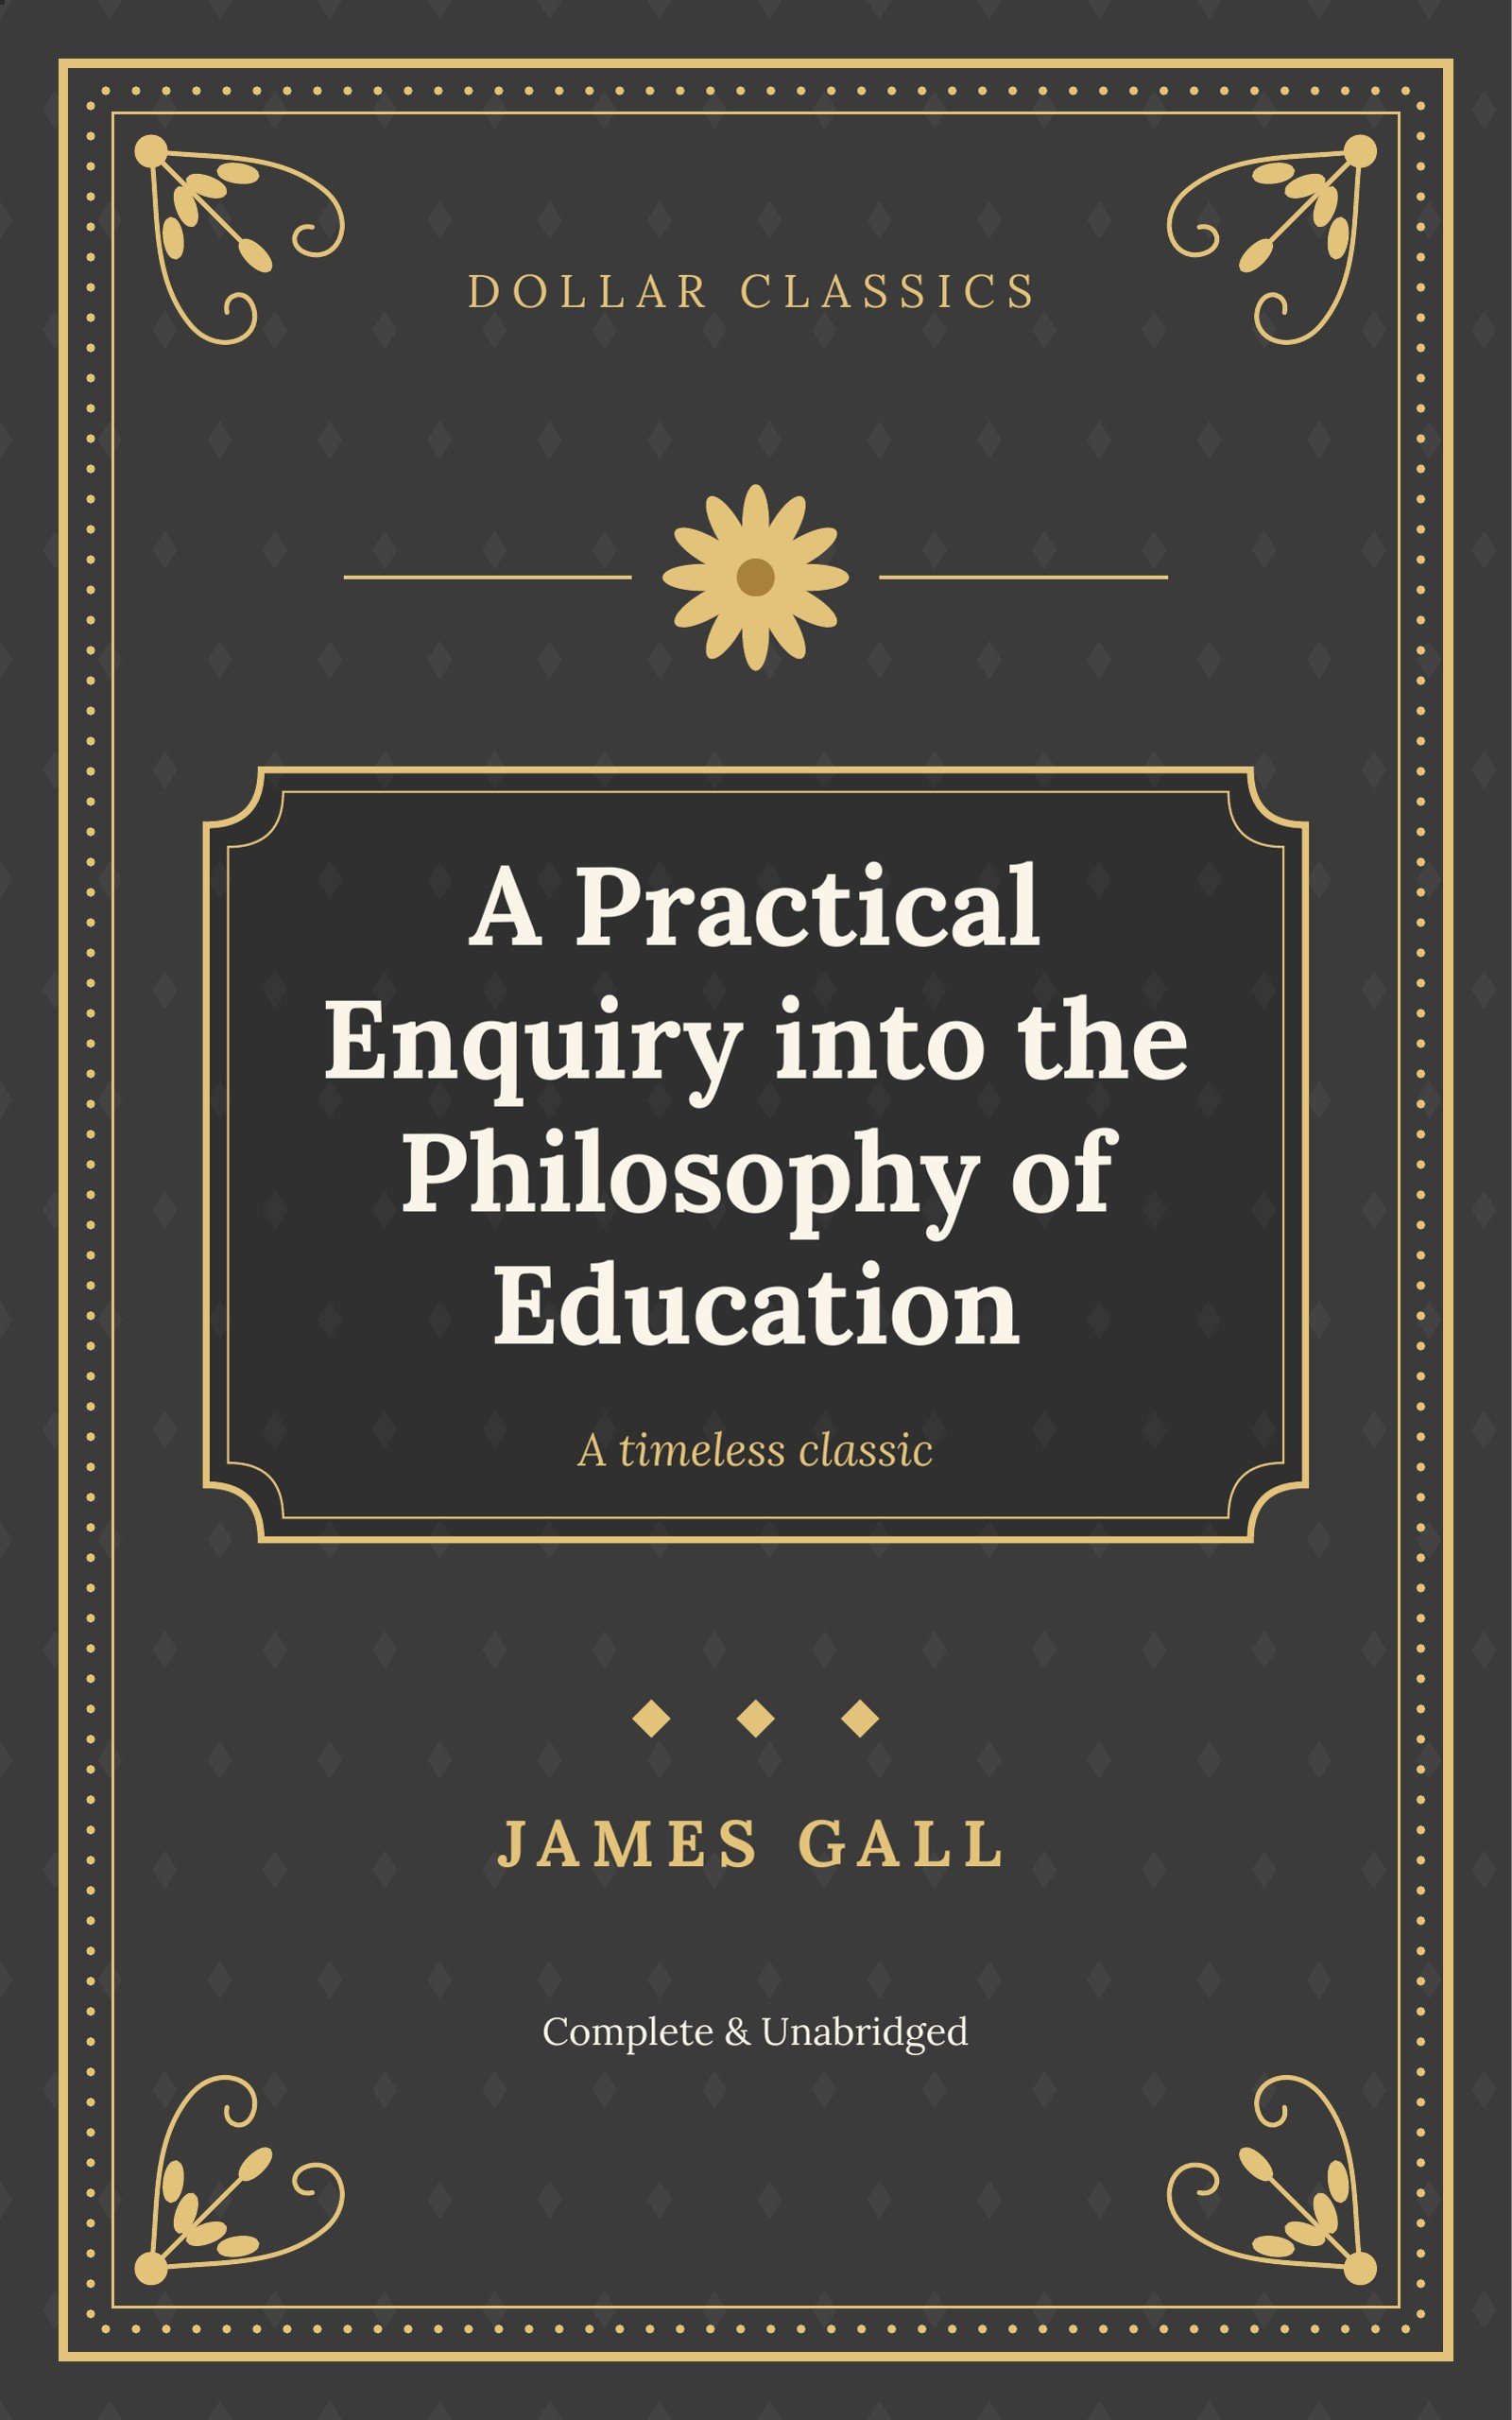 DOLLAR CLASSICS
A Practical
Enquiry into the
Philosophy of
Education
A timeless classic
JAMES GALL
Complete & Unabridged